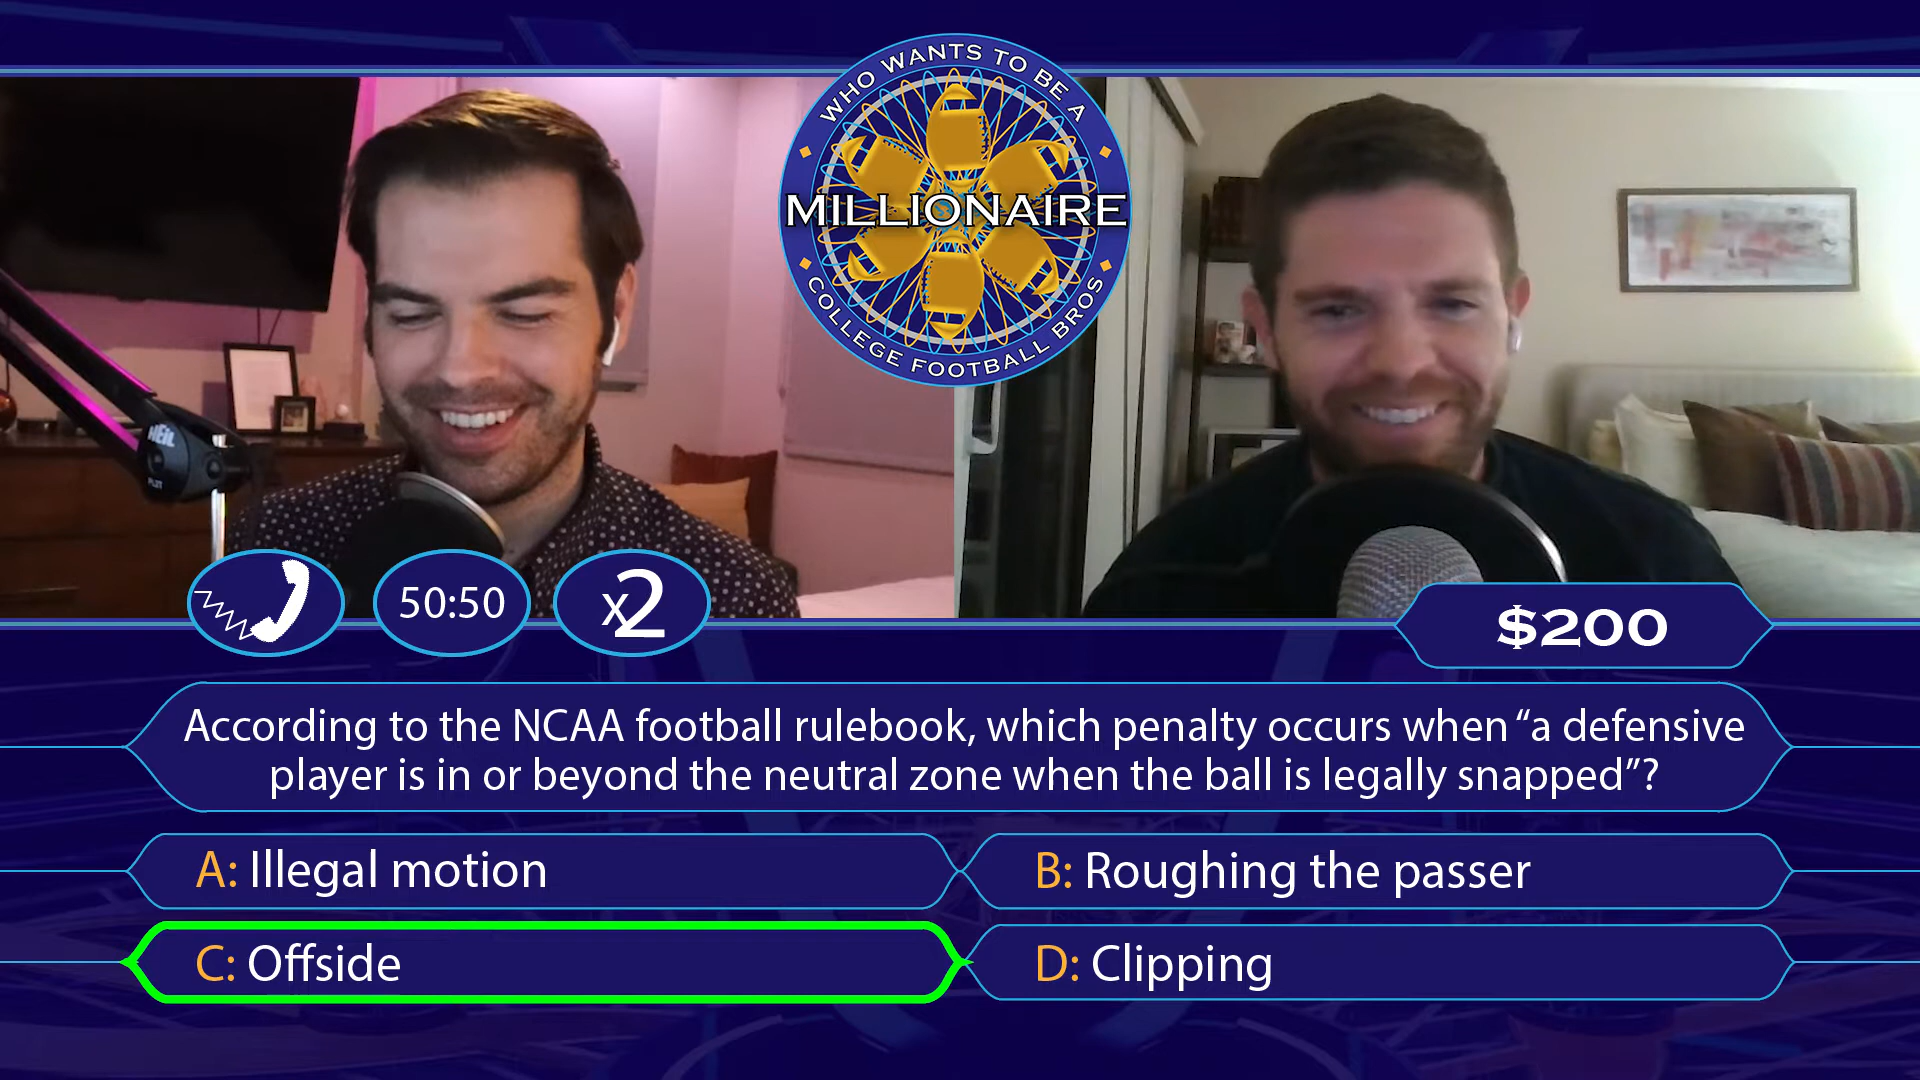 WHO WANTS TO BE A
MILLIONAIRE
COLLEGE FOOTBALL BROS
HEIL
50:50
x2
$200
According to the NCAA football rulebook, which penalty occurs when “a defensive
player is in or beyond the neutral zone when the ball is legally snapped”?
A: Illegal motion
B: Roughing the passer
C: Offside
D: Clipping